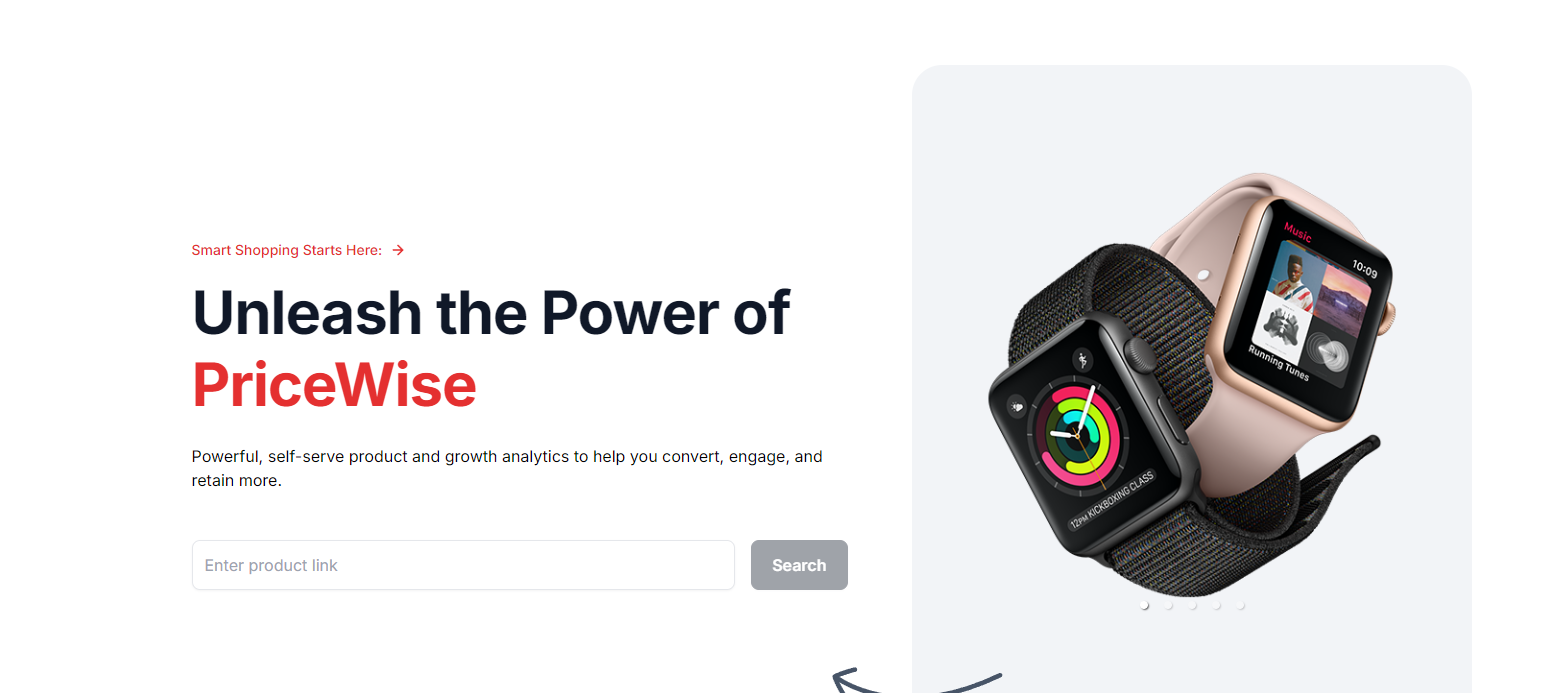 Smart Shopping Starts Here:
Unleash the Power of
PriceWise
Powerful, self-serve product and growth analytics to help you convert, engage, and
retain more.
Enter product link
Search
Music
10:09
Running Tunes
12PM KICKBOXING CLASS